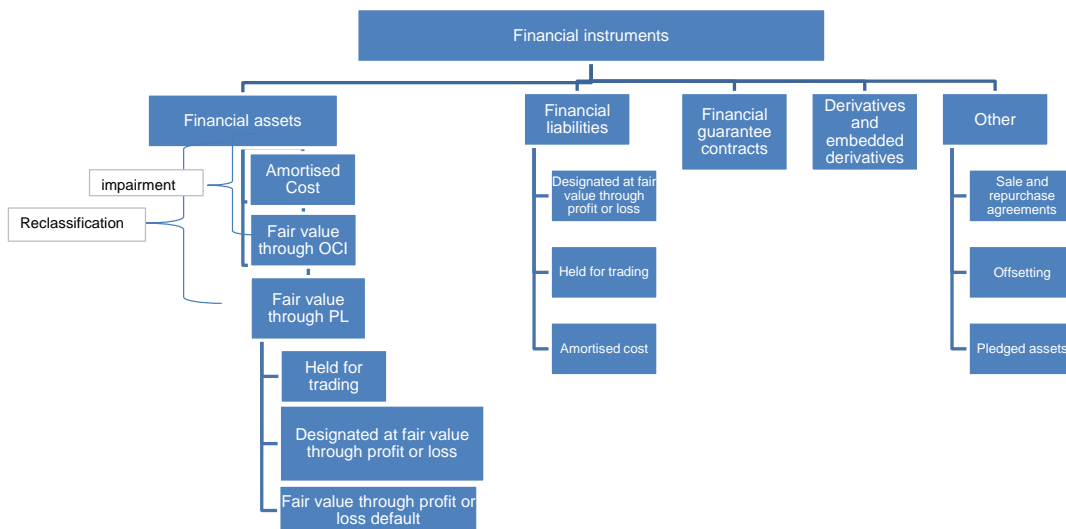 Financial instruments
Financial assets
Financial
liabilities
Financial
guarantee
contracts
Derivatives
and
embedded
derivatives
Other
impairment
Reclassification
Amortised
Cost
Fair value
through OCI
Fair value
through PL
Held for
trading
Designated at fair value
through profit or loss
Fair value through profit or
loss default
Designated at fair
value through
profit or loss
Held for trading
Amortised cost
Sale and
repurchase
agreements
Offsetting
Pledged assets